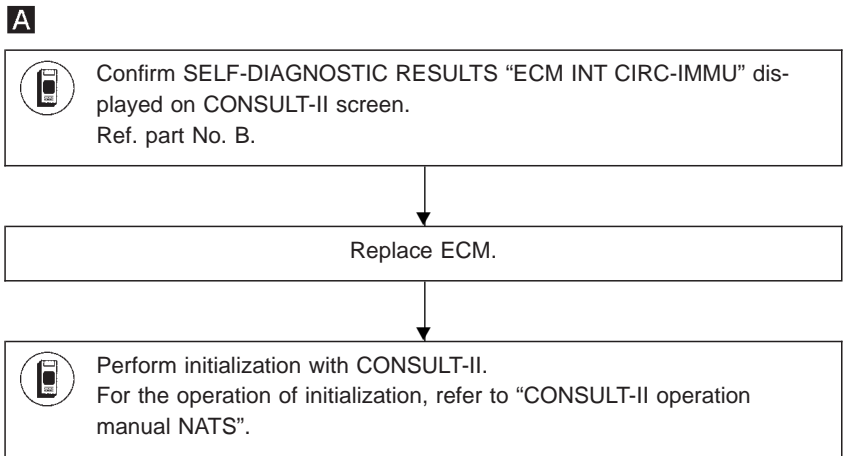 A
Confirm SELF-DIAGNOSTIC RESULTS “ECM INT CIRC-IMMU” dis-
played on CONSULT-II screen.
Ref. part No. B.
Replace ECM.
Perform initialization with CONSULT-II.
For the operation of initialization, refer to “CONSULT-II operation
manual NATS”.